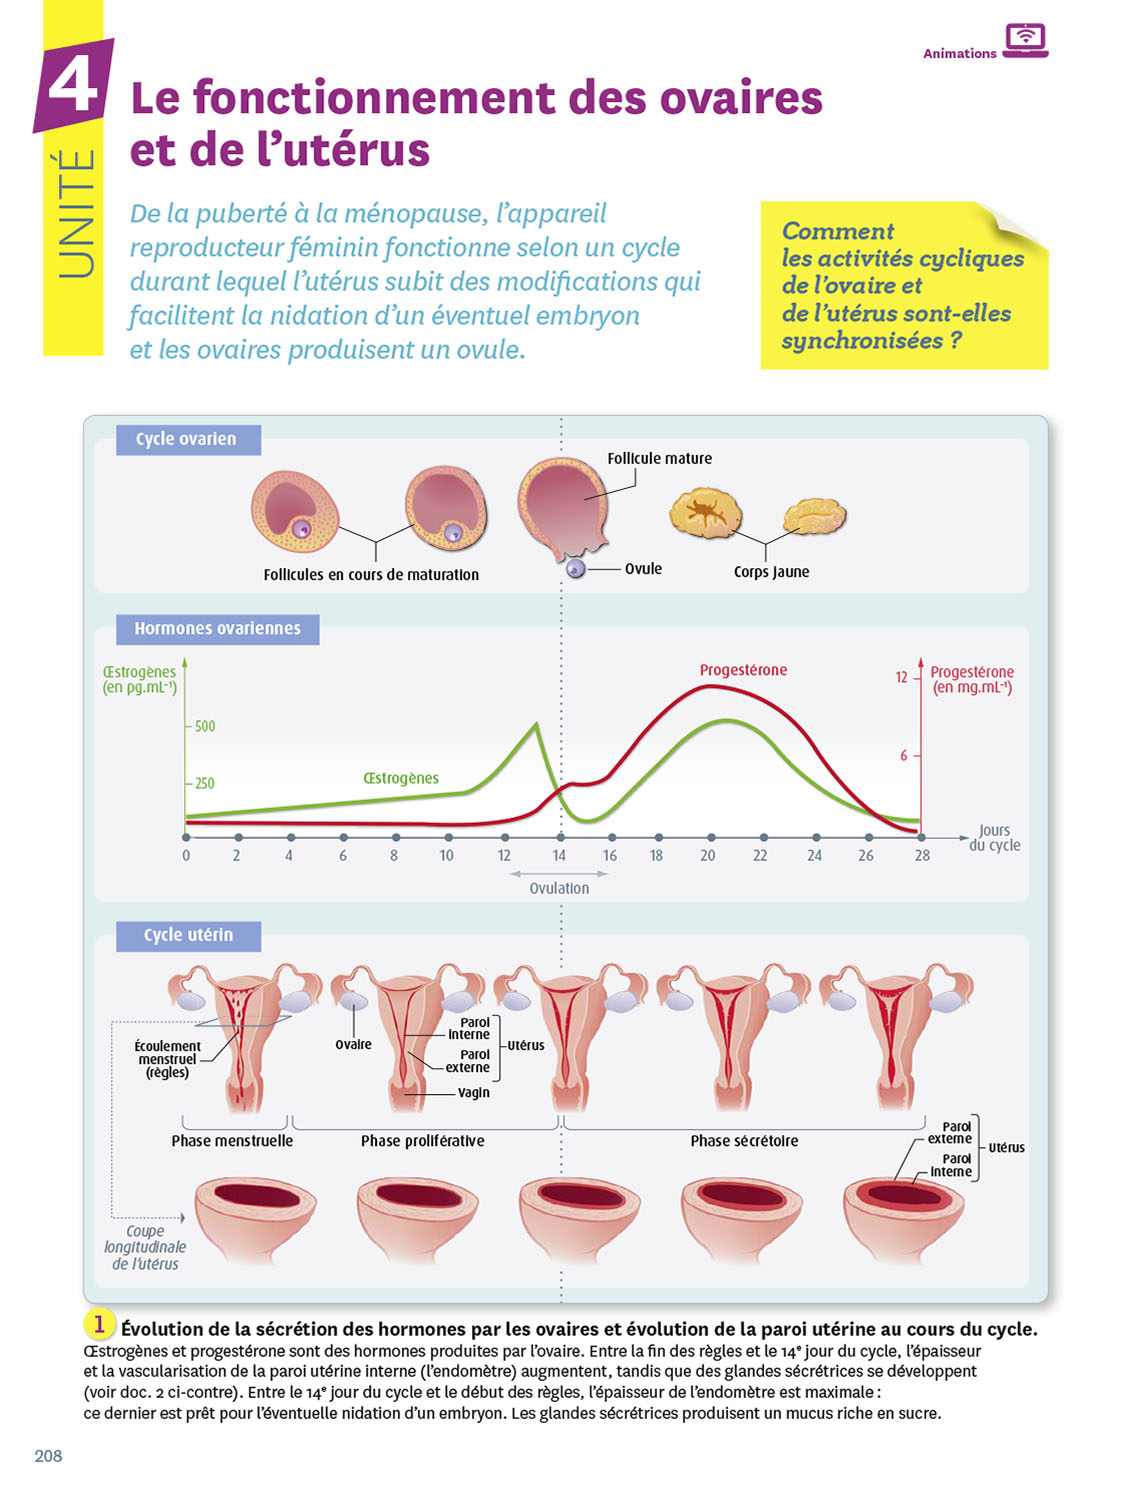 Animations
4
UNITÉ
Le fonctionnement des ovaires
et de l'utérus
De la puberté à la ménopause, l'appareil
reproducteur féminin fonctionne selon un cycle
durant lequel l'utérus subit des modifications qui
facilitent la nidation d'un éventuel embryon
et les ovaires produisent un ovule.
Comment
les activités cycliques
de l'ovaire et
de l'utérus sont-elles
synchronisées ?
Cycle ovarien
Follicule mature
Follicules en cours de maturation
Ovule
Corps Jaune
Hormones ovariennes
Œstrogènes
(en pg.mL⁻¹)
500
250
Œstrogènes
Progestérone
12
6
Progestérone
(en mg.mL⁻¹)
0 2 4 6 8 10 12 14 16 18 20 22 24 26 28
Jours
du cycle
Ovulation
Cycle utérin
Écoulement
menstruel
(règles)
Ovaire
Paroi
interne
Paroi
externe
Utérus
Vagin
Phase menstruelle
Phase proliférative
Phase sécrétoire
Paroi
externe
Paroi
interne
Utérus
Coupe
longitudinale
de l'utérus
1 Évolution de la sécrétion des hormones par les ovaires et évolution de la paroi utérine au cours du cycle.
Œstrogènes et progestérone sont des hormones produites par l'ovaire. Entre la fin des règles et le 14ᵉ jour du cycle, l'épaisseur
et la vascularisation de la paroi utérine interne (l'endomètre) augmentent, tandis que des glandes sécrétrices se développent
(voir doc. 2 ci-contre). Entre le 14ᵉ jour du cycle et le début des règles, l'épaisseur de l'endomètre est maximale :
ce dernier est prêt pour l'éventuelle nidation d'un embryon. Les glandes sécrétrices produisent un mucus riche en sucre.
208